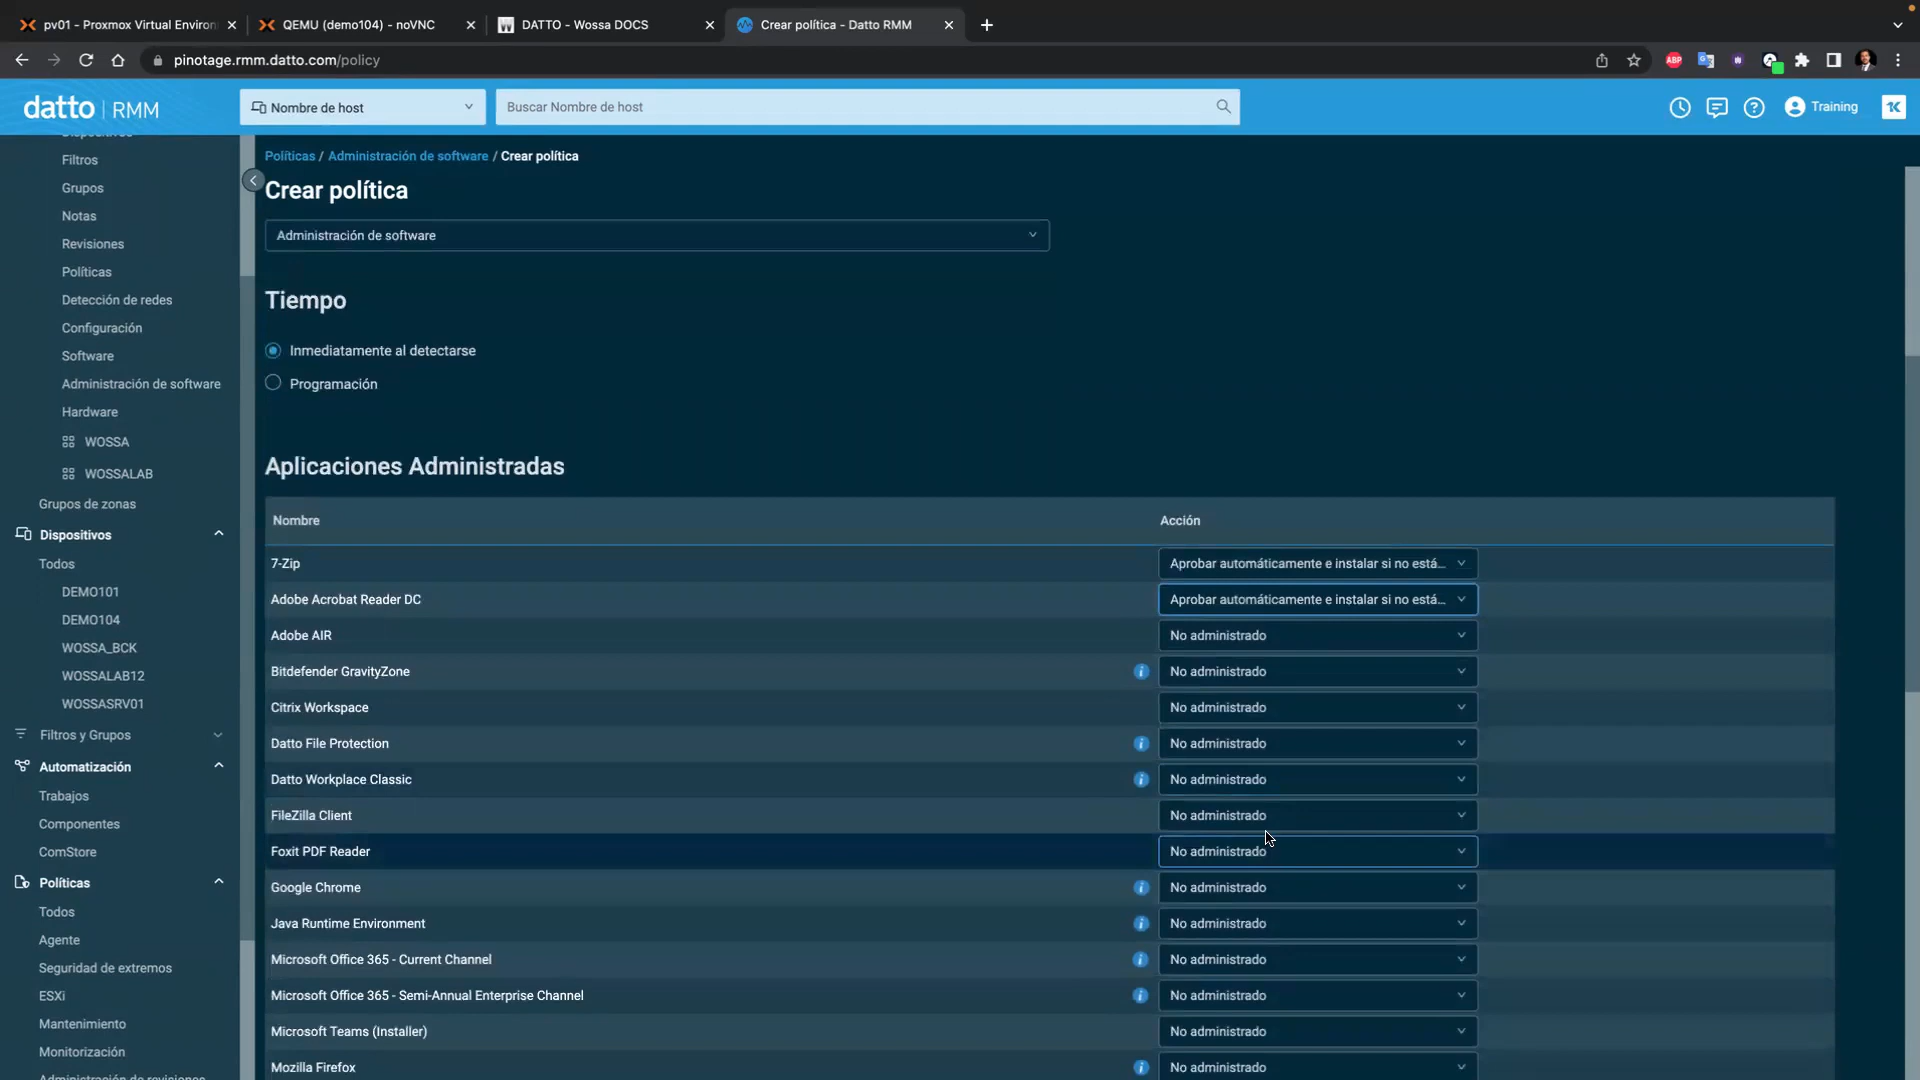 pv01 - Proxmox Virtual Environ
QEMU (demo104) - noVNC
DATTO - Wossa DOCS
Crear política - Datto RMM
pinotage.rmm.datto.com/policy
ABP
datto | RMM
Nombre de host
Buscar Nombre de host
Training
Dispositivos
Filtros
Grupos
Notas
Revisiones
Políticas
Detección de redes
Configuración
Software
Administración de software
Hardware
WOSSA
WOSSALAB
Grupos de zonas
Dispositivos
Todos
DEMO101
DEMO104
WOSSA_BCK
WOSSALAB12
WOSSASRV01
Filtros y Grupos
Automatización
Trabajos
Componentes
ComStore
Políticas
Todos
Agente
Seguridad de extremos
ESXi
Mantenimiento
Monitorización
Administración de revisiones
Políticas / Administración de software / Crear política
Crear política
Administración de software
Tiempo
Inmediatamente al detectarse
Programación
Aplicaciones Administradas
Nombre Acción
7-Zip Aprobar automáticamente e instalar si no está...
Adobe Acrobat Reader DC Aprobar automáticamente e instalar si no está...
Adobe AIR No administrado
Bitdefender GravityZone No administrado
Citrix Workspace No administrado
Datto File Protection No administrado
Datto Workplace Classic No administrado
FileZilla Client No administrado
Foxit PDF Reader No administrado
Google Chrome No administrado
Java Runtime Environment No administrado
Microsoft Office 365 - Current Channel No administrado
Microsoft Office 365 - Semi-Annual Enterprise Channel No administrado
Microsoft Teams (Installer) No administrado
Mozilla Firefox No administrado